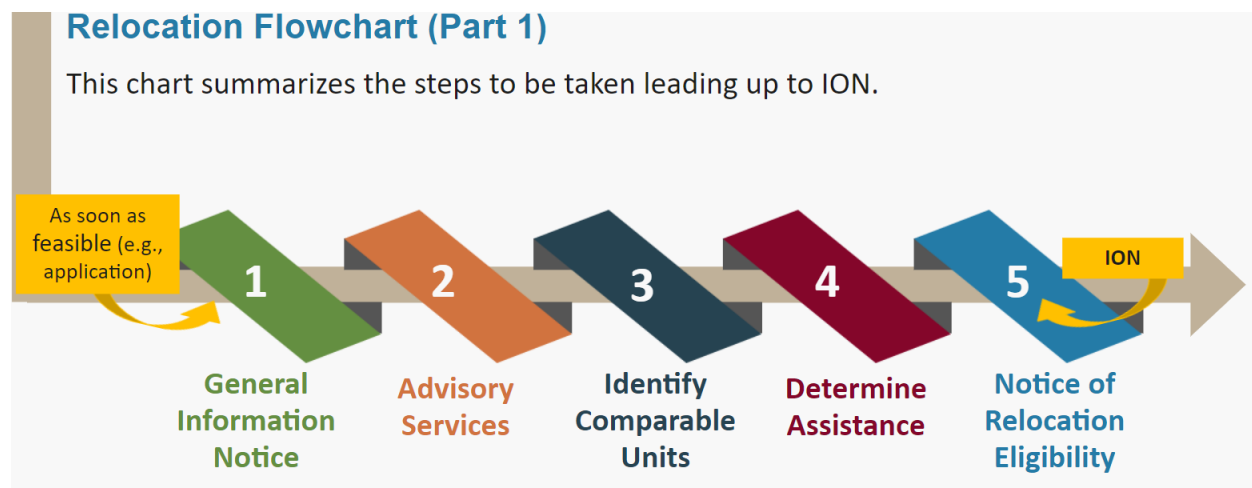 Relocation Flowchart (Part 1)
This chart summarizes the steps to be taken leading up to ION.
As soon as
feasible (e.g.,
application)
1
2
3
4
5
ION
General
Information
Notice
Advisory
Services
Identify
Comparable
Units
Determine
Assistance
Notice of
Relocation
Eligibility